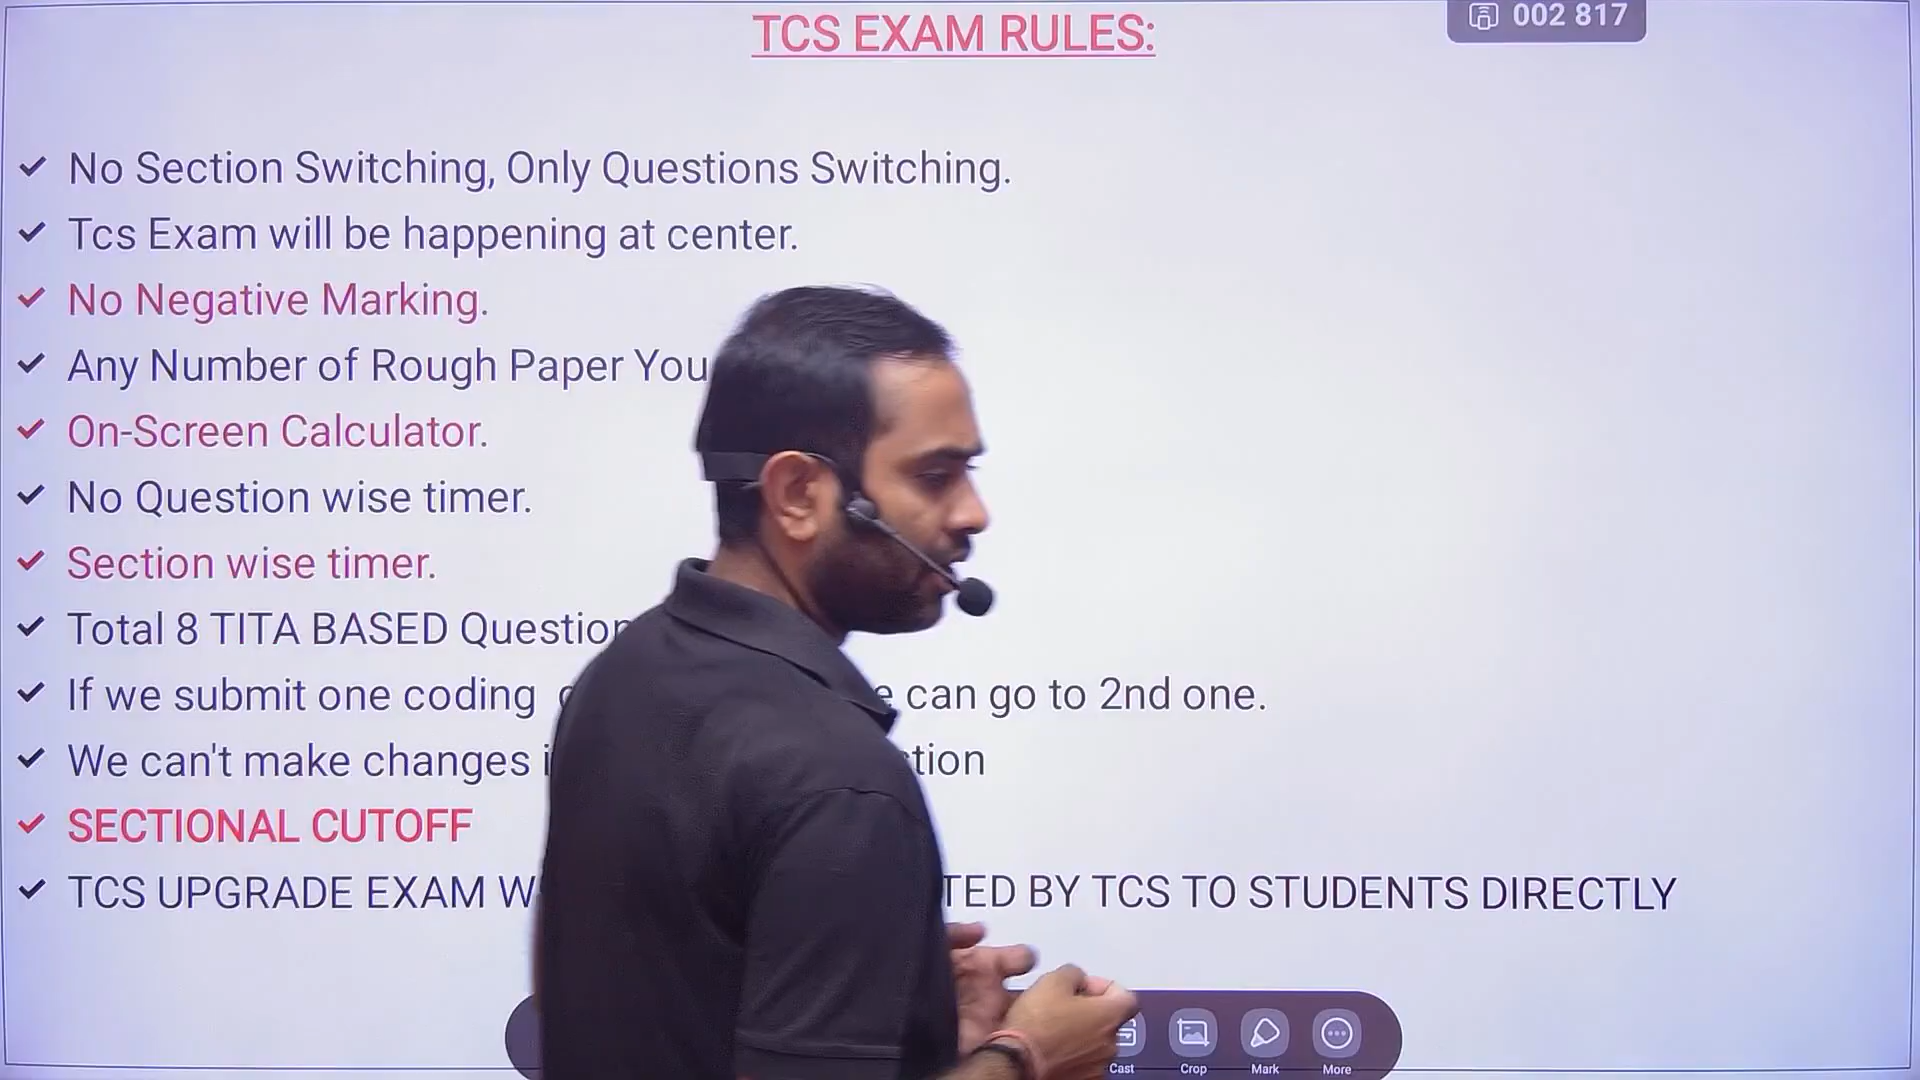 TCS EXAM RULES:
002 817
No Section Switching, Only Questions Switching.
Tcs Exam will be happening at center.
No Negative Marking.
Any Number of Rough Paper You
On-Screen Calculator.
No Question wise timer.
Section wise timer.
Total 8 TITA BASED
If we submit one coding can go to 2nd one.
We can't make changes
SECTIONAL CUTOFF
TCS UPGRADE EXAM BY TCS TO STUDENTS DIRECTLY
Cast Crop Mark More